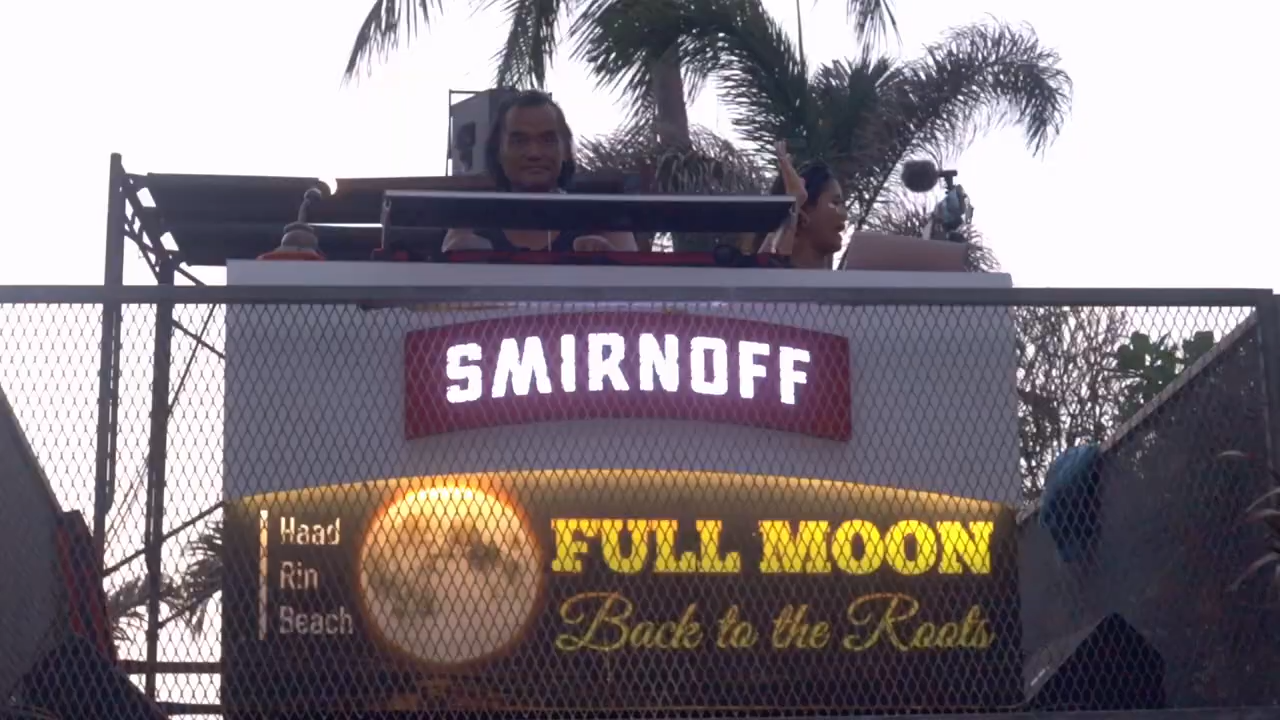 SMIRNOFF
Haad
Rin
Beach
FULL MOON
Back to the Roots